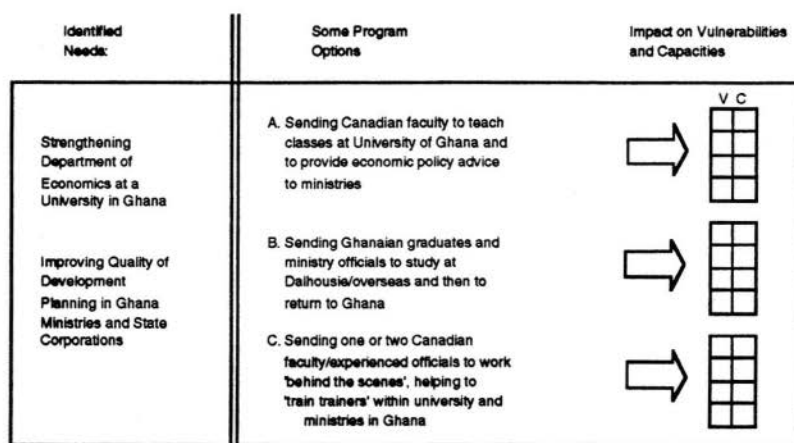 Identified
Needs:
Some Program
Options
Impact on Vulnerabilities
and Capacities
Strengthening
Department of
Economics at a
University in Ghana
Improving Quality of
Development
Planning in Ghana
Ministries and State
Corporations
A. Sending Canadian faculty to teach
classes at University of Ghana and
to provide economic policy advice
to ministries
B. Sending Ghanaian graduates and
ministry officials to study at
Dalhousie/overseas and then to
return to Ghana
C. Sending one or two Canadian
faculty/experienced officials to work
'behind the scenes', helping to
'train trainers' within university and
ministries in Ghana
V C